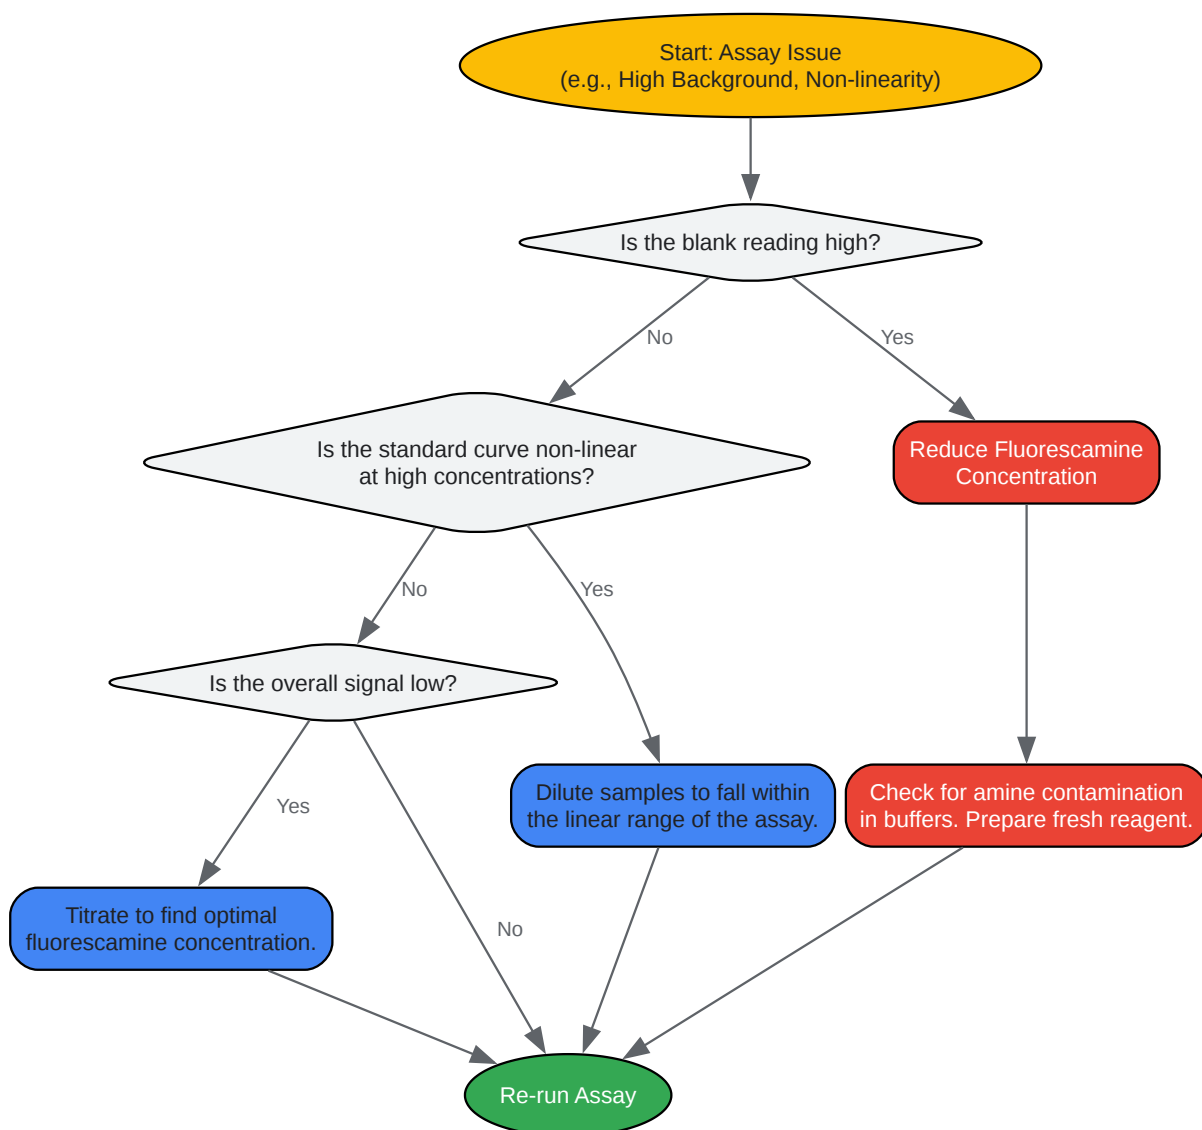 Start: Assay Issue
(e.g., High Background, Non-linearity)
Is the blank reading high?
No
Yes
Is the standard curve non-linear
at high concentrations?
Reduce Fluorescamine
Concentration
No
Yes
Is the overall signal low?
Dilute samples to fall within
the linear range of the assay.
Check for amine contamination
in buffers. Prepare fresh reagent.
Yes
No
Titrate to find optimal
fluorescamine concentration.
Re-run Assay